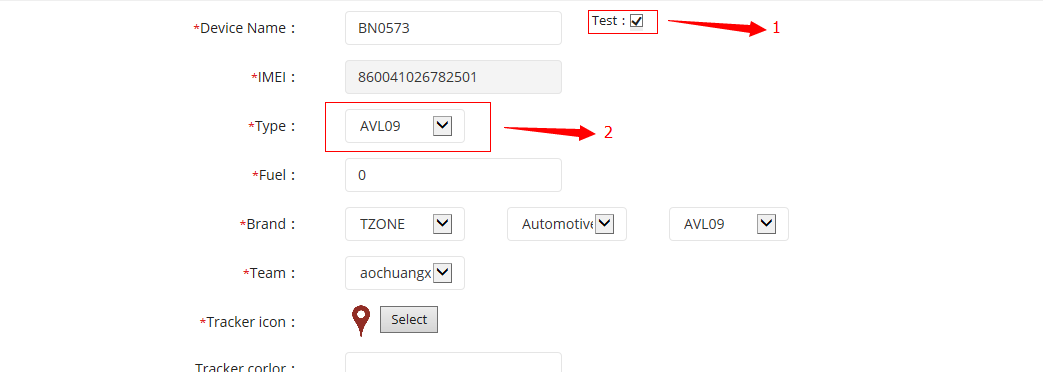 *Device Name： BN0573 Test： 1
*IMEI： 860041026782501
*Type： AVL09 2
*Fuel： 0
*Brand： TZONE Automotive AVL09
*Team： aochuangx
*Tracker icon： Select
Tracker corlor：